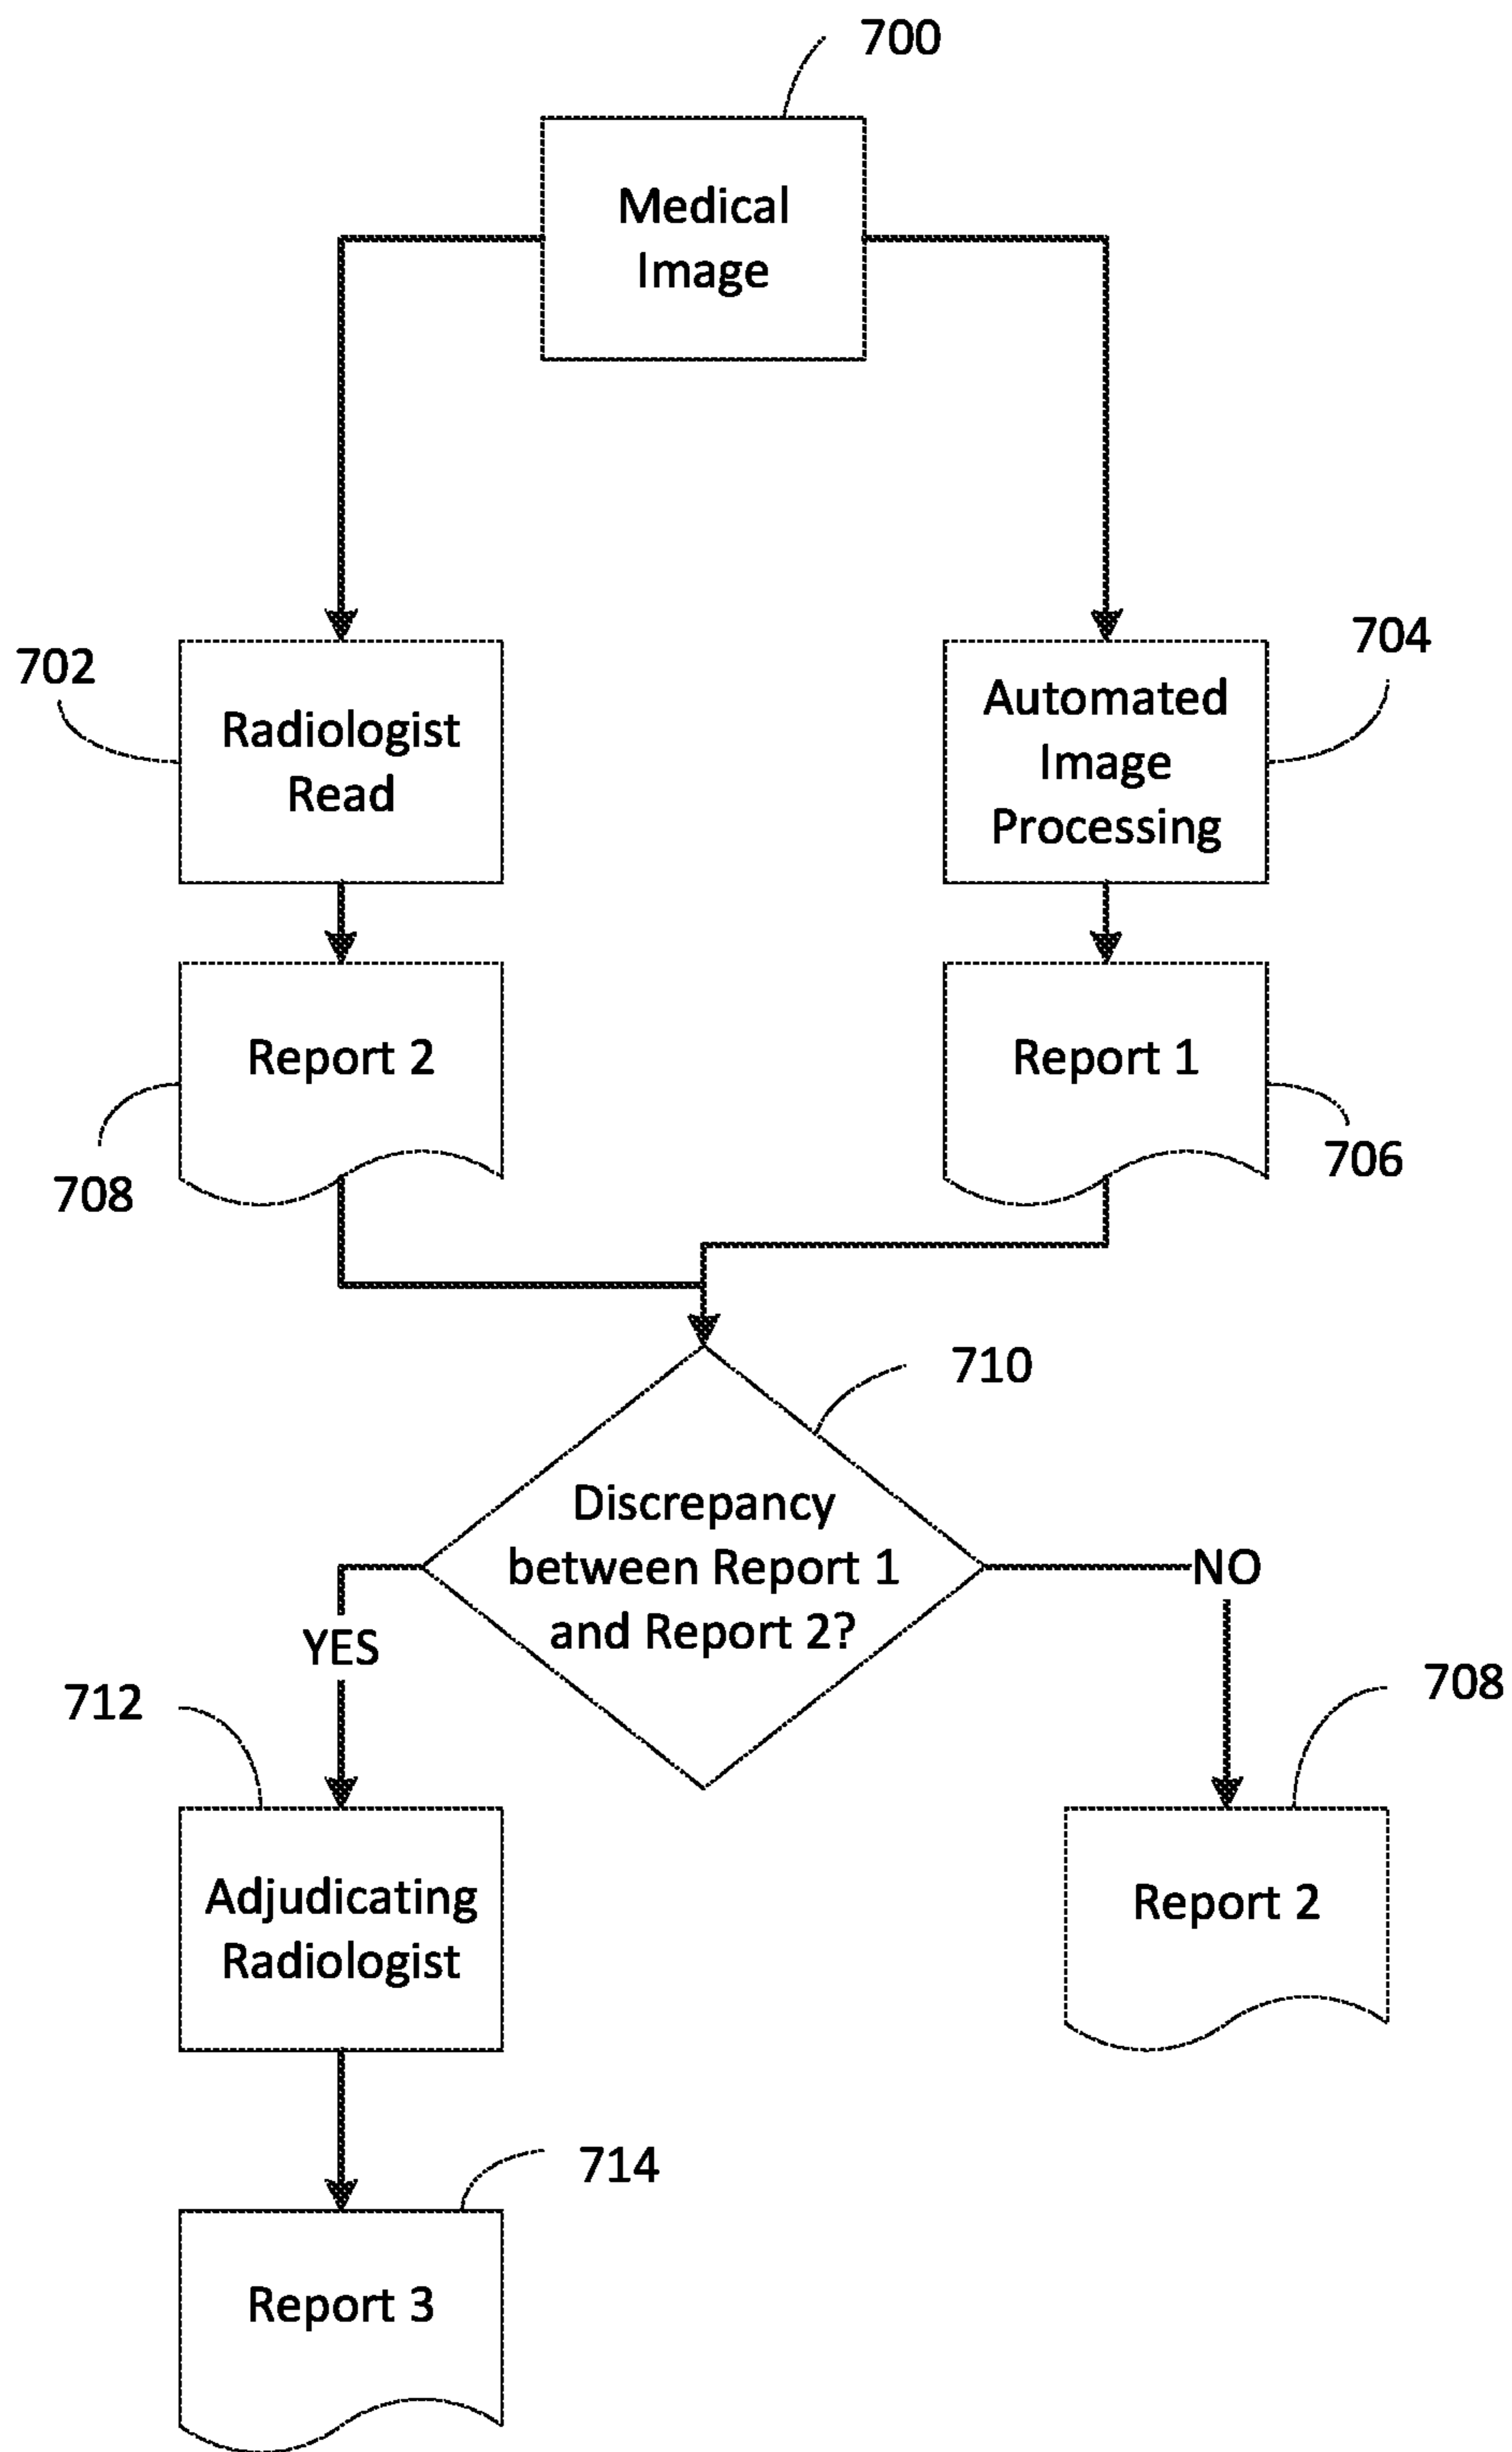 700
Medical
Image
702
Radiologist
Read
704
Automated
Image
Processing
Report 2
708
Report 1
706
710
Discrepancy
between Report 1
and Report 2?
YES
NO
712
Adjudicating
Radiologist
708
Report 2
714
Report 3